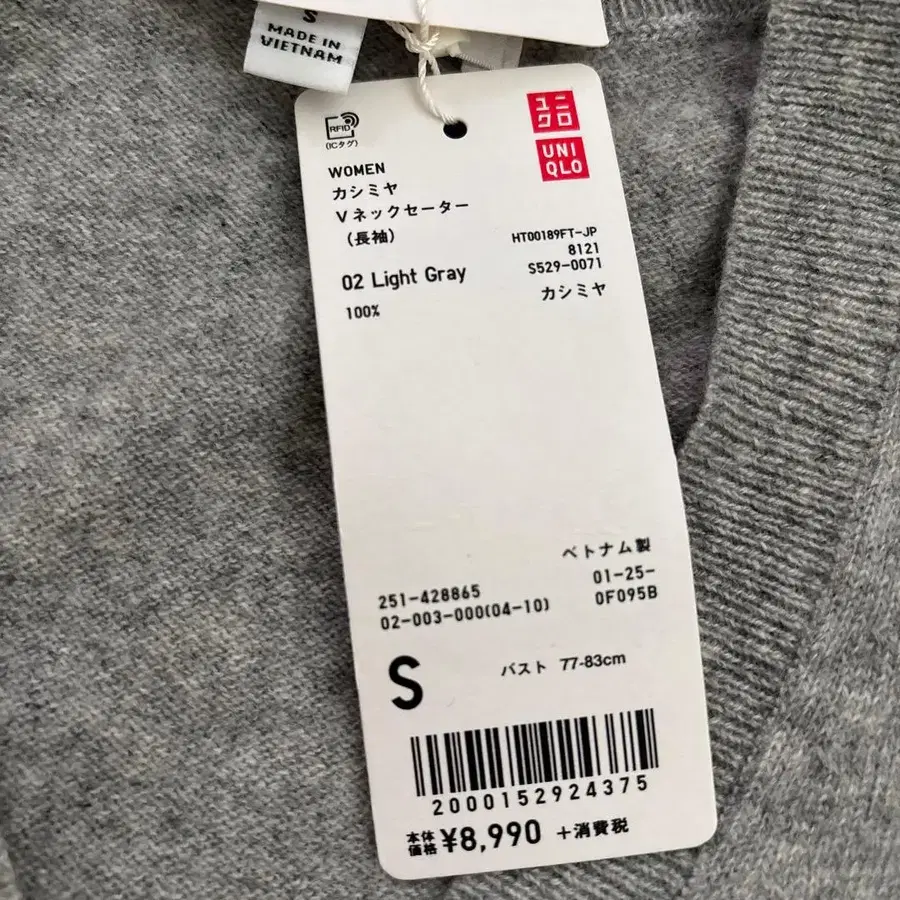 S
MADE IN
VIETNAM
RFID
(ICタグ)
ユニ
クロ
UNI
QLO
WOMEN
カシミヤ
Vネックセーター
(長袖)
HT00189FT-JP
8121
S529-0071
02 Light Gray
カシミヤ
100%
ベトナム製
251-428865
01-25-
02-003-000(04-10)
0F095B
S
バスト 77-83cm
2000152924375
本体
価格 ¥8,990 +消費税